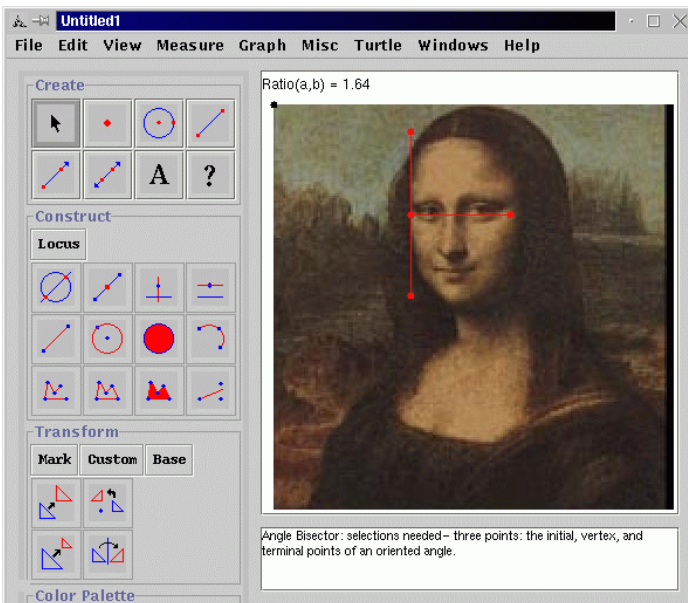 Untitled1
File Edit View Measure Graph Misc Turtle Windows Help
Create
A ?
Construct
Locus
Transform
Mark Custom Base
Color Palette
Ratio(a,b) = 1.64
Angle Bisector: selections needed– three points: the initial, vertex, and
terminal points of an oriented angle.